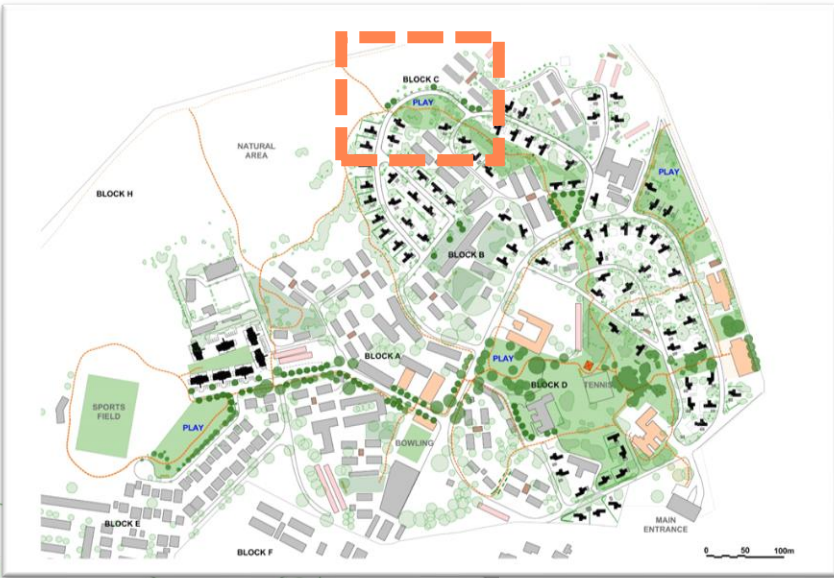 BLOCK C
PLAY
NATURAL
AREA
PLAY
BLOCK H
BLOCK B
BLOCK A
PLAY
BLOCK D
TENNIS
SPORTS
FIELD
PLAY
BOWLING
BLOCK E
MAIN
ENTRANCE
BLOCK F
0 50 100m